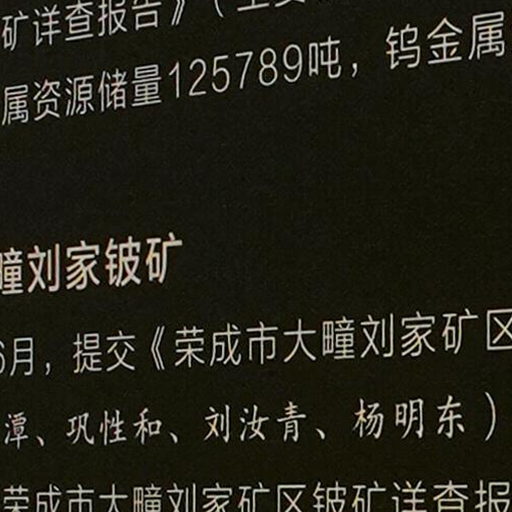 矿详查报告》（主要
属资源储量125789吨，钨金属
疃刘家铍矿
6月，提交《荣成市大疃刘家矿区
潭、巩性和、刘汝青、杨明东）
荣成市大疃刘家矿区铍矿详查报